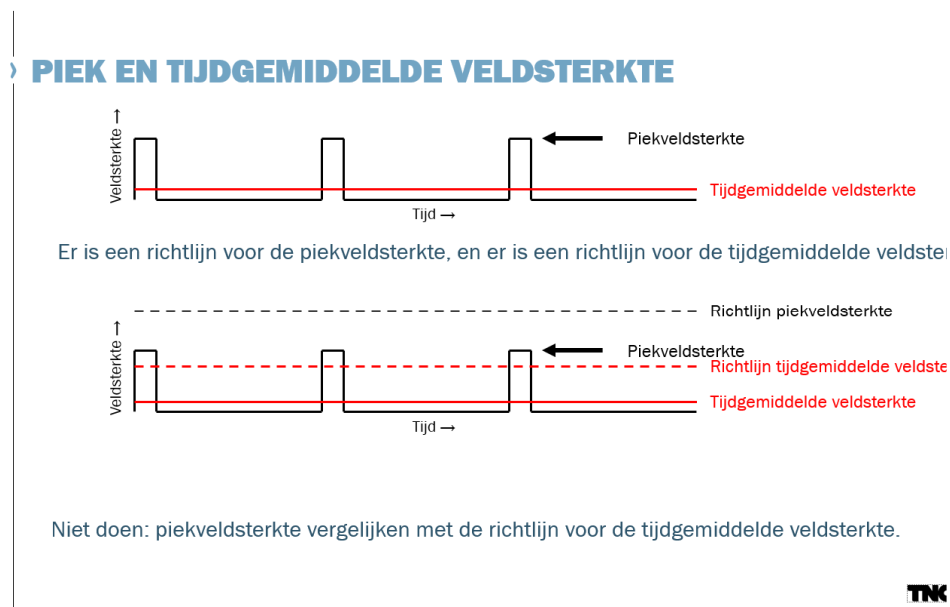 PIEK EN TIJDGEMIDDELDE VELDSTERKTE
Veldsterkte →
Piekveldsterkte
Tijdgemiddelde veldsterkte
Tijd →
Er is een richtlijn voor de piekveldsterkte, en er is een richtlijn voor de tijdgemiddelde veldster
Richtlijn piekveldsterkte
Veldsterkte →
Piekveldsterkte
Richtlijn tijdgemiddelde veldste
Tijdgemiddelde veldsterkte
Tijd →
Niet doen: piekveldsterkte vergelijken met de richtlijn voor de tijdgemiddelde veldsterkte.